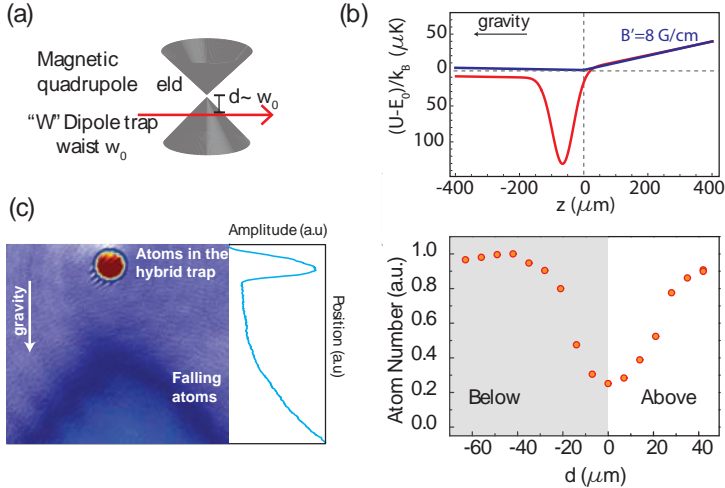 (a)
Magnetic
quadrupole eld
d~ w0
"W" Dipole trap
waist w0
(b)
gravity
B'=8 G/cm
(U-E0)/kB (μK)
50
0
50
100
-400 -200 0 200 400
z (μm)
(c)
Amplitude (a.u)
Atoms in the
hybrid trap
gravity
Falling
atoms
Position (a.u)
Atom Number (a.u.)
1.0
0.8
0.6
0.4
0.2
0.0
Below
Above
-60 -40 -20 0 20 40
d (μm)